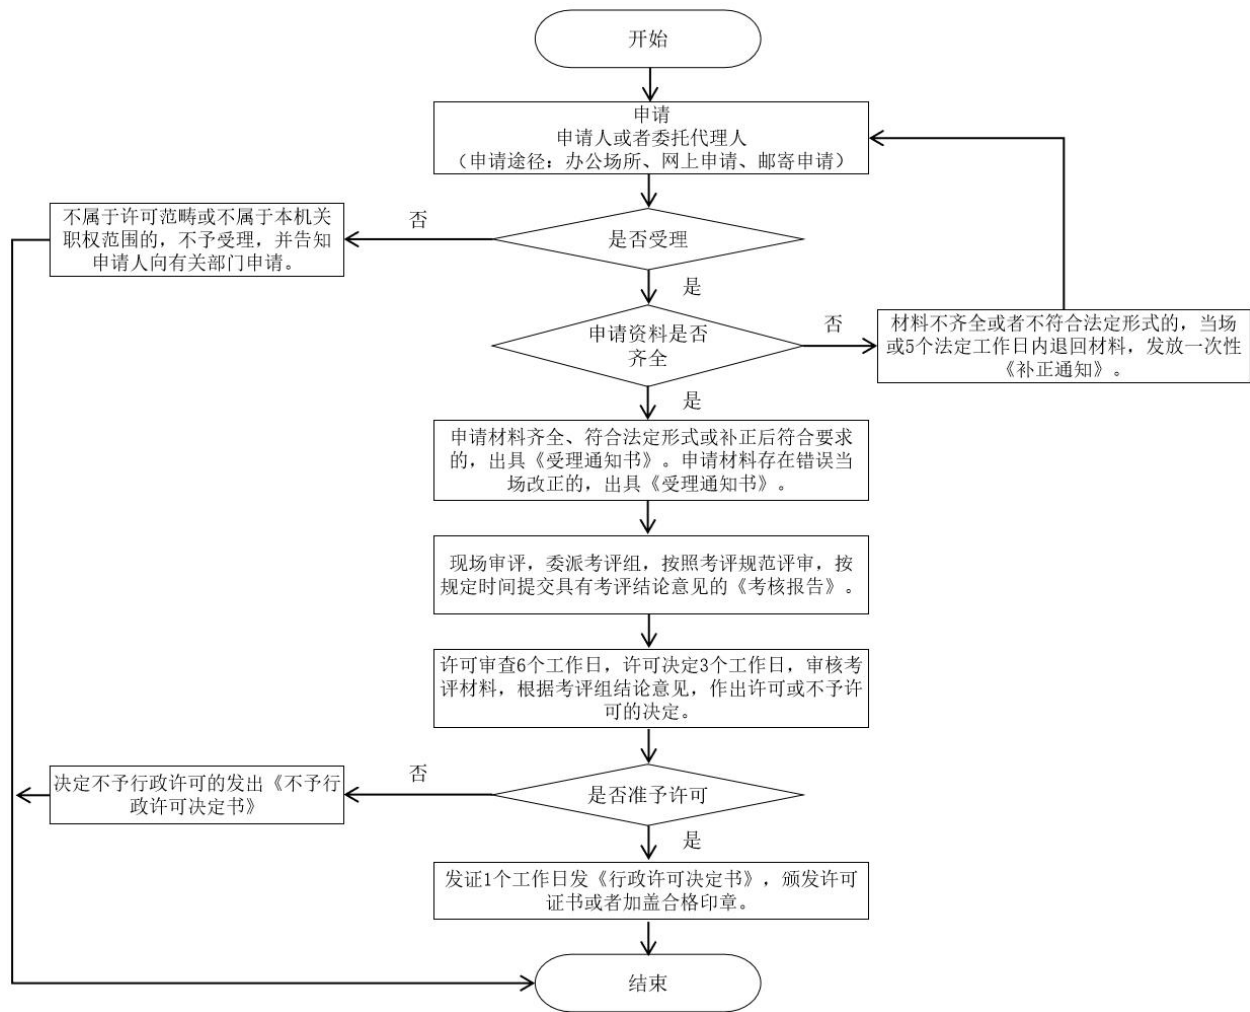 开始
申请
申请人或者委托代理人
（申请途径：办公场所、网上申请、邮寄申请）
不属于许可范畴或不属于本机关
职权范围的，不予受理，并告知
申请人向有关部门申请。
否
是否受理
是
申请资料是否
齐全
否
材料不齐全或者不符合法定形式的，当场
或5个法定工作日内退回材料，发放一次性
《补正通知》。
是
申请材料齐全、符合法定形式或补正后符合要求
的，出具《受理通知书》。申请材料存在错误当
场改正的，出具《受理通知书》。
现场审评，委派考评组，按照考评规范评审，按
规定时间提交具有考评结论意见的《考核报告》。
许可审查6个工作日，许可决定3个工作日，审核考
评材料，根据考评组结论意见，作出许可或不予许
可的决定。
决定不予行政许可的发出《不予行
政许可决定书》
否
是否准予许可
是
发证1个工作日发《行政许可决定书》，颁发许可
证书或者加盖合格印章。
结束